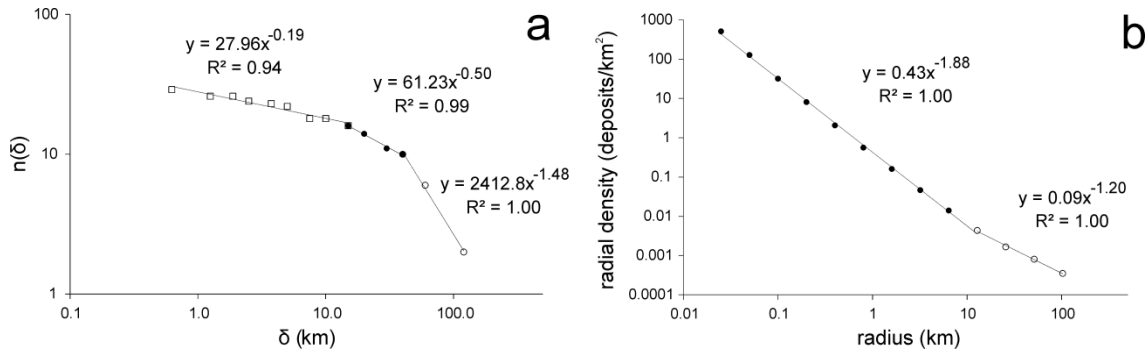 a
100
10
1
n(δ)
y = 27.96x^-0.19
R² = 0.94
y = 61.23x^-0.50
R² = 0.99
y = 2412.8x^-1.48
R² = 1.00
0.1 1.0 10.0 100.0
δ (km)
b
1000
100
10
1
0.1
0.01
0.001
0.0001
radial density (deposits/km²)
y = 0.43x^-1.88
R² = 1.00
y = 0.09x^-1.20
R² = 1.00
0.01 0.1 1 10 100
radius (km)